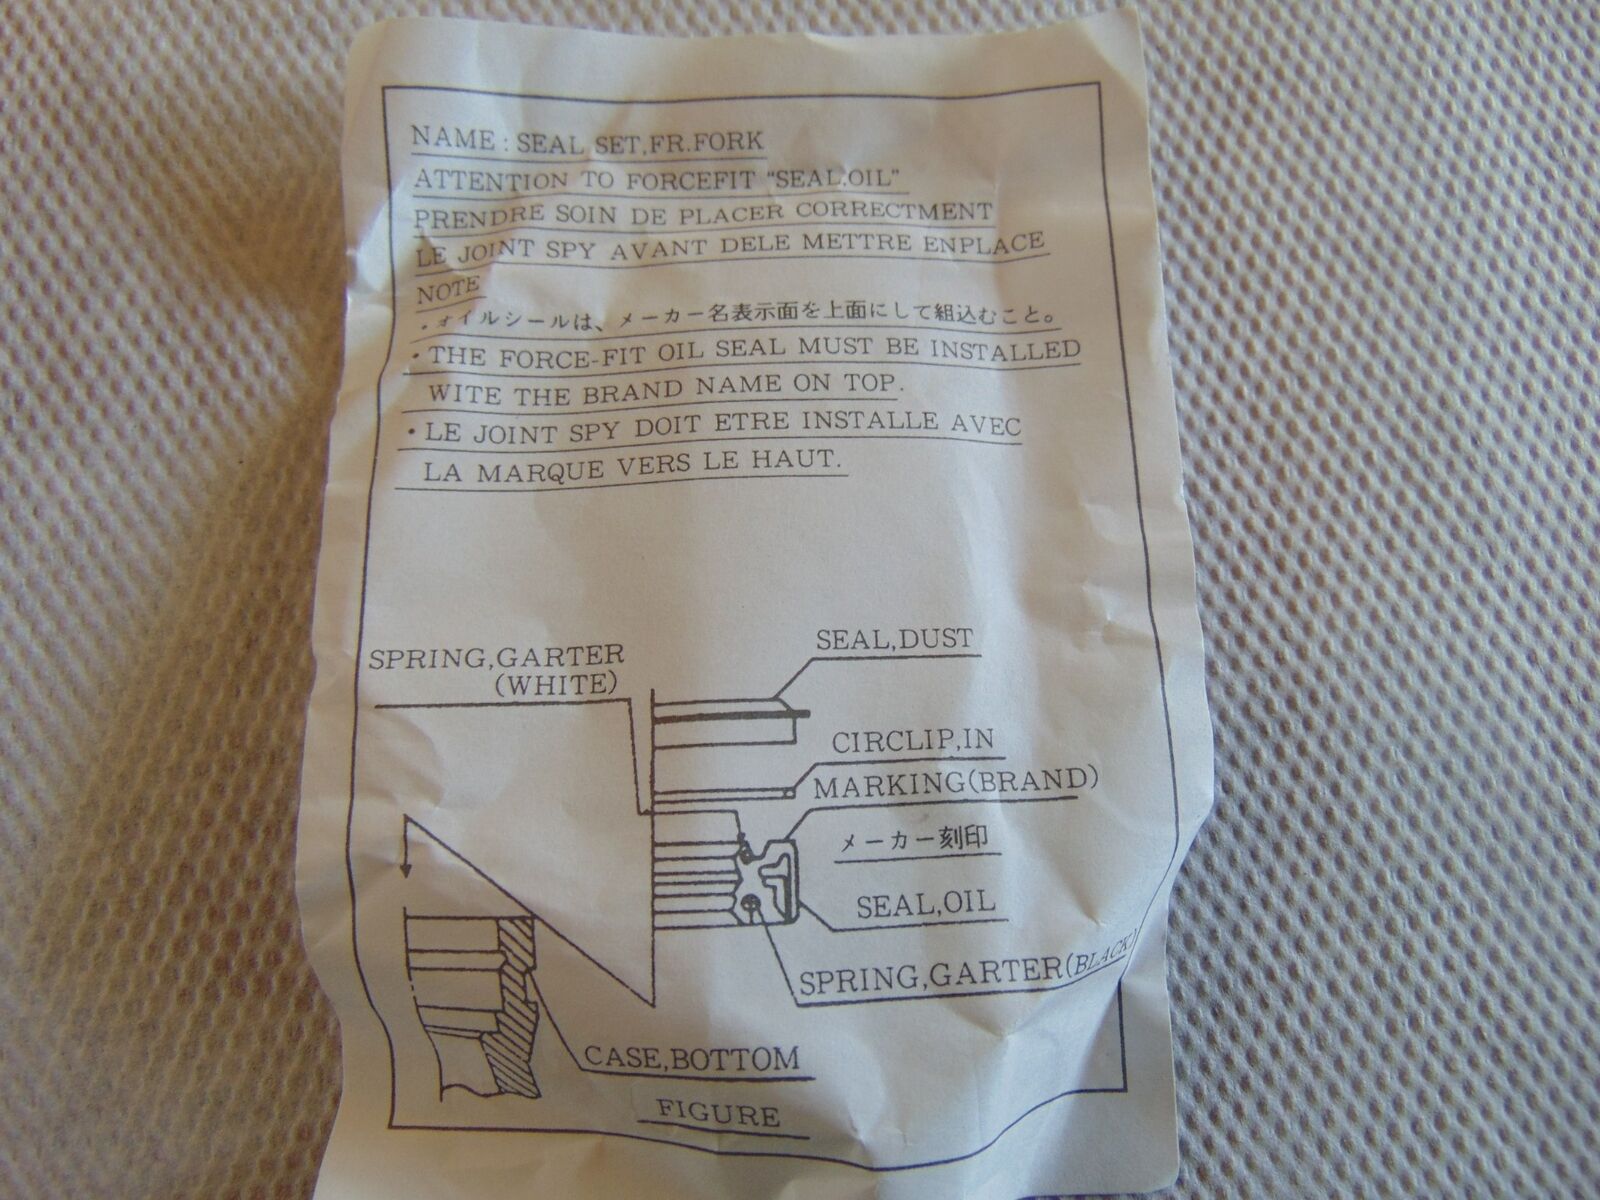 NAME : SEAL SET,FR.FORK
ATTENTION TO FORCEFIT "SEAL,OIL"
PRENDRE SOIN DE PLACER CORRECTMENT
LE JOINT SPY AVANT DELE METTRE ENPLACE
NOTE
・オイルシールは、メーカー名表示面を上面にして組込むこと。
・THE FORCE-FIT OIL SEAL MUST BE INSTALLED
WITE THE BRAND NAME ON TOP.
・LE JOINT SPY DOIT ETRE INSTALLE AVEC
LA MARQUE VERS LE HAUT.
SEAL,DUST
SPRING,GARTER
(WHITE)
CIRCLIP,IN
MARKING(BRAND)
メーカー刻印
SEAL,OIL
SPRING,GARTER(BLACK)
CASE,BOTTOM
FIGURE